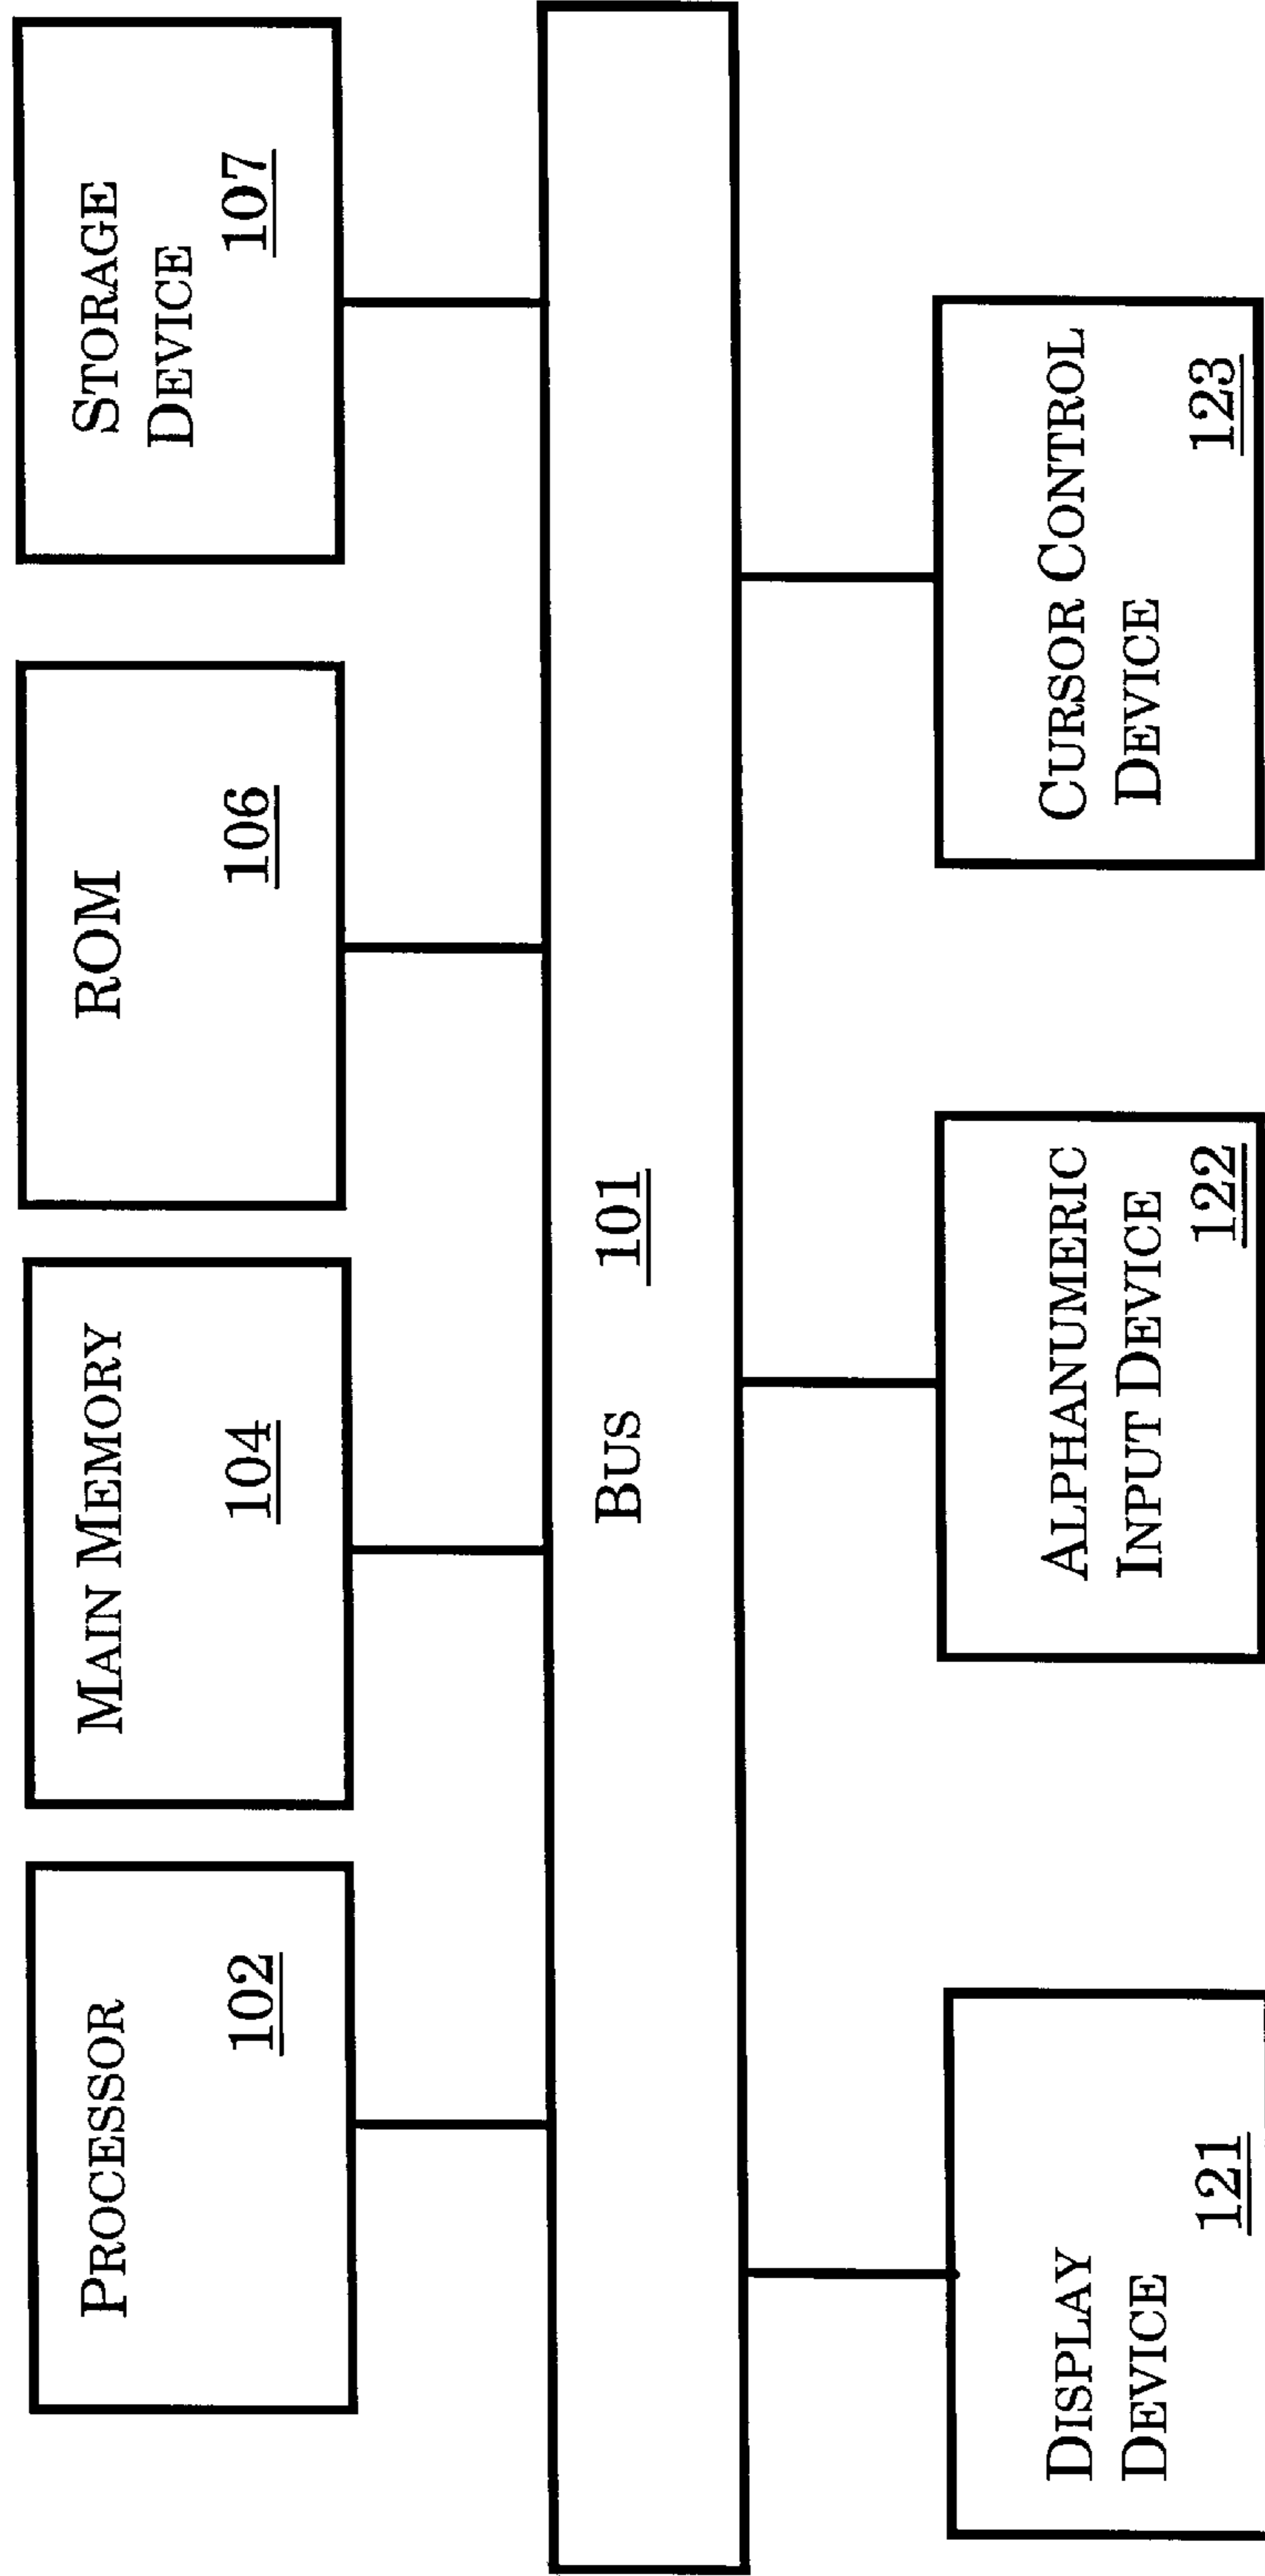 PROCESSOR
102
MAIN MEMORY
104
ROM
106
STORAGE
DEVICE
107
BUS 101
DISPLAY
DEVICE
121
ALPHANUMERIC
INPUT DEVICE
122
CURSOR CONTROL
DEVICE
123